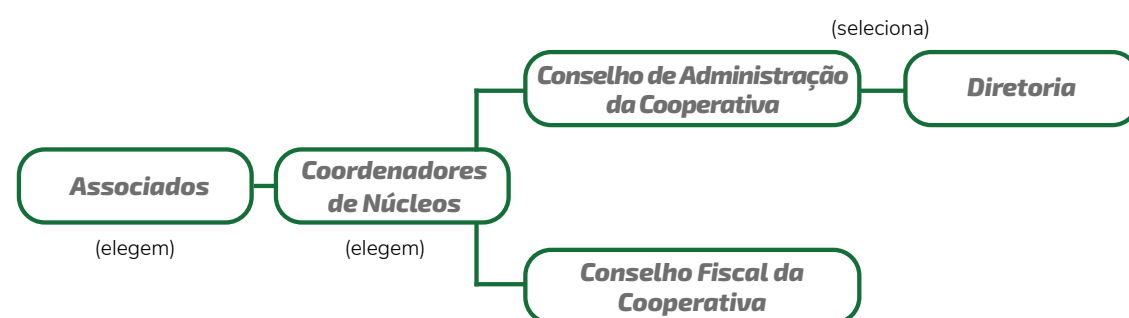 (seleciona)
Conselho de Administração
da Cooperativa
Diretoria
Associados
(elegem)
Coordenadores
de Núcleos
(elegem)
Conselho Fiscal da
Cooperativa